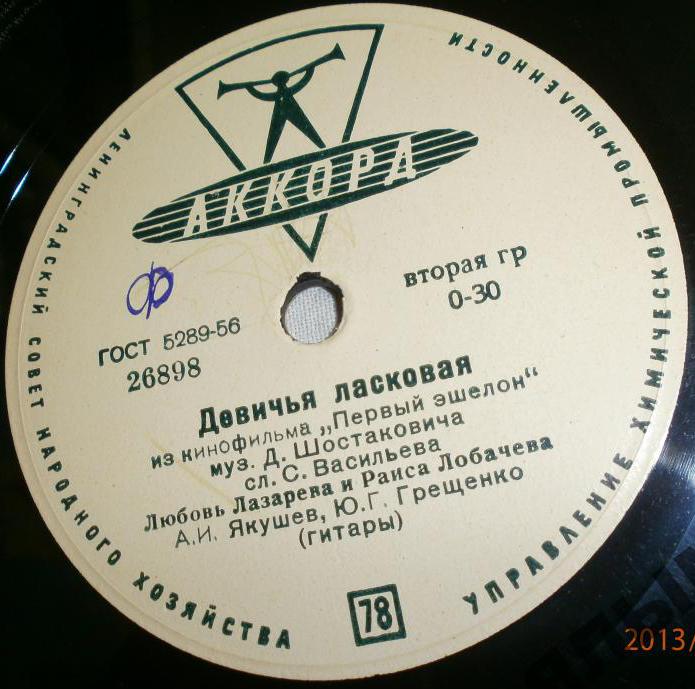 АККОРД
ЛЕНИНГРАДСКИЙ СОВЕТ НАРОДНОГО ХОЗЯЙСТВА
УПРАВЛЕНИЕ ХИМИЧЕСКОЙ ПРОМЫШЛЕННОСТИ
Ф
вторая гр
0-30
ГОСТ 5289-56
26898
Девичья ласковая
из кинофильма „Первый эшелон“
муз. Д. Шостаковича
сл. С. Васильева
Любовь Лазарева и Раиса Лобачева
А.И. Якушев, Ю.Г. Грещенко
(гитары)
78
2013/